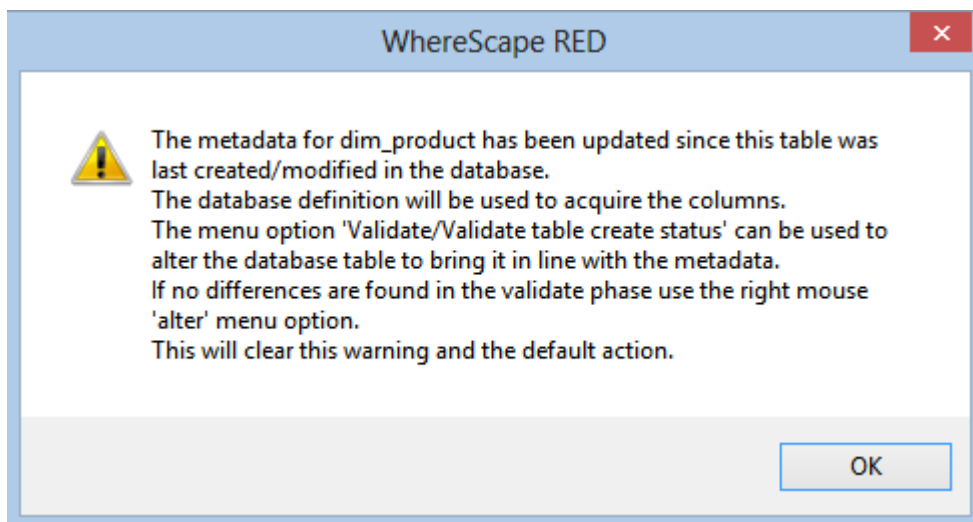 WhereScape RED
The metadata for dim_product has been updated since this table was
last created/modified in the database.
The database definition will be used to acquire the columns.
The menu option 'Validate/Validate table create status' can be used to
alter the database table to bring it in line with the metadata.
If no differences are found in the validate phase use the right mouse
'alter' menu option.
This will clear this warning and the default action.
OK